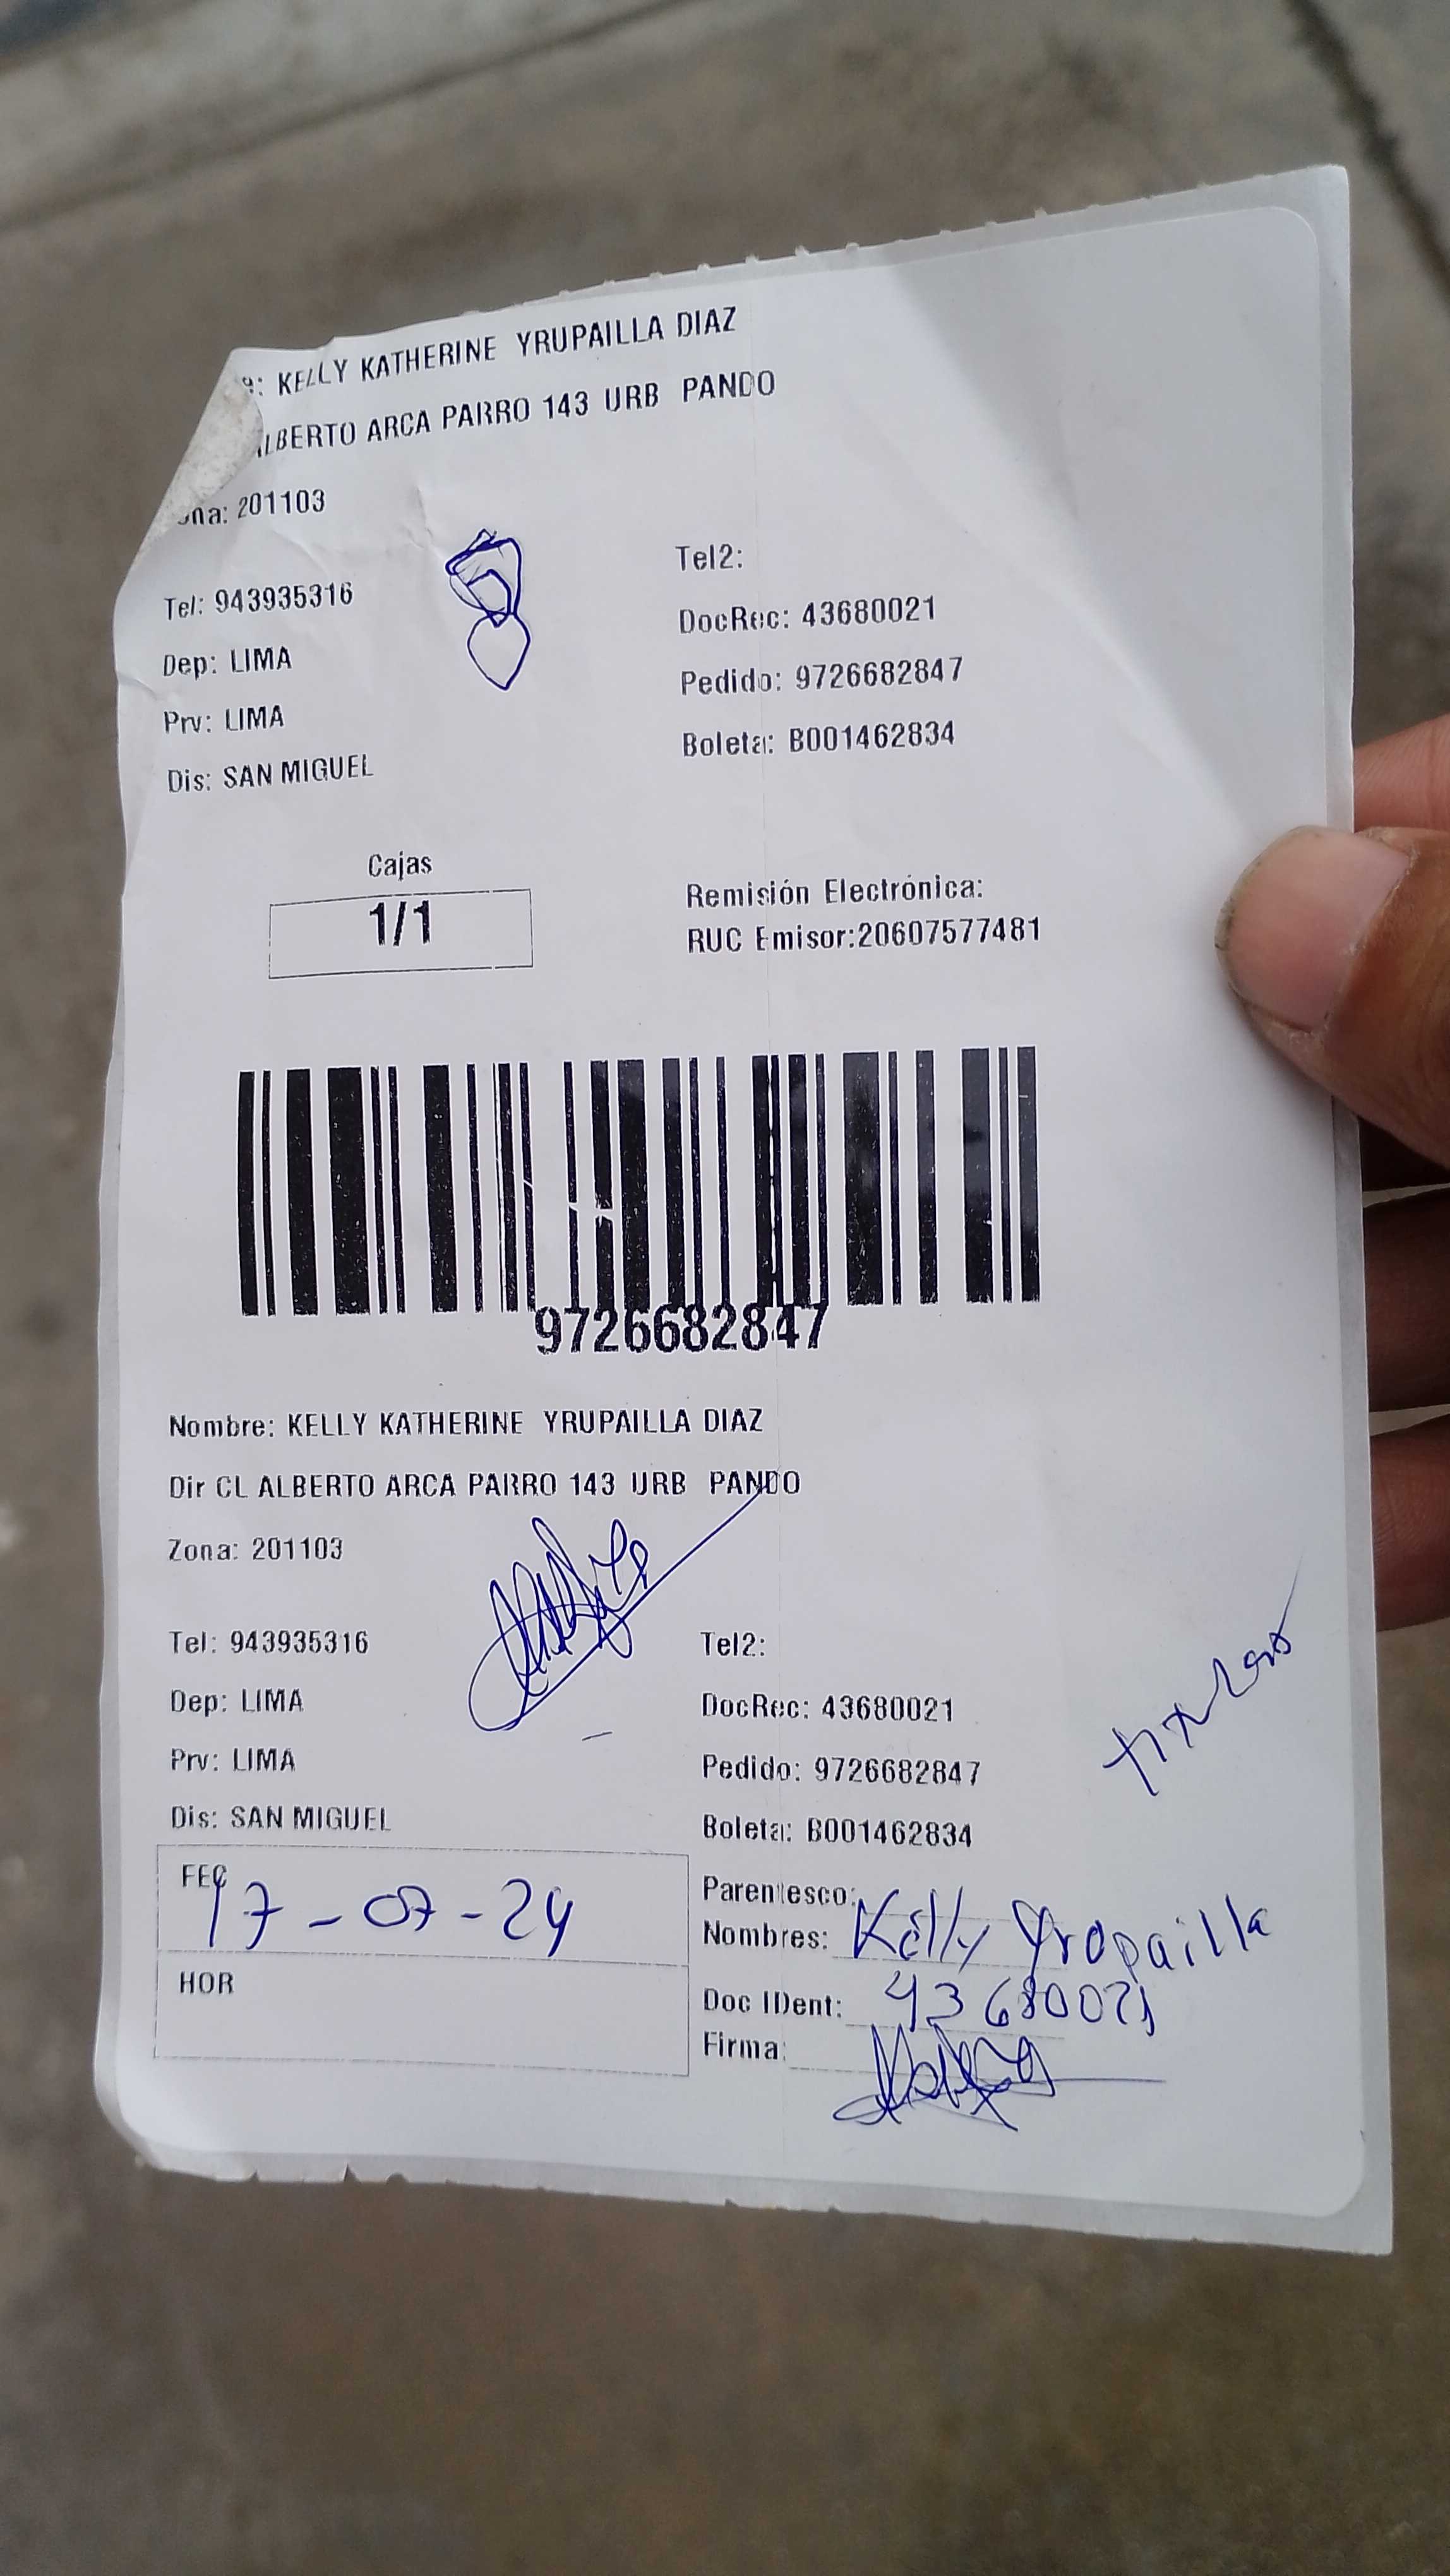 e: KELLY KATHERINE YRUPAILLA DIAZ
ALBERTO ARCA PARRO 143 URB PANDO
ona: 201103
Tel: 943935316
Tel2:
Dep: LIMA
DocRec: 43680021
Prv: LIMA
Pedido: 9726682847
Dis: SAN MIGUEL
Boleta: B001462834
Cajas
1/1
Remisión Electrónica:
RUC Emisor:20607577481
9726682847
Nombre: KELLY KATHERINE YRUPAILLA DIAZ
Dir CL ALBERTO ARCA PARRO 143 URB PANDO
Zona: 201103
Tel: 943935316
Tel2:
Dep: LIMA
DocRec: 43680021
Prv: LIMA
Pedido: 9726682847
Dis: SAN MIGUEL
Boleta: B001462834
FEC 17-07-24
HOR
Parentesco:
Nombres: Kelly Yrupailla
Doc IDent: 43680021
Firma: